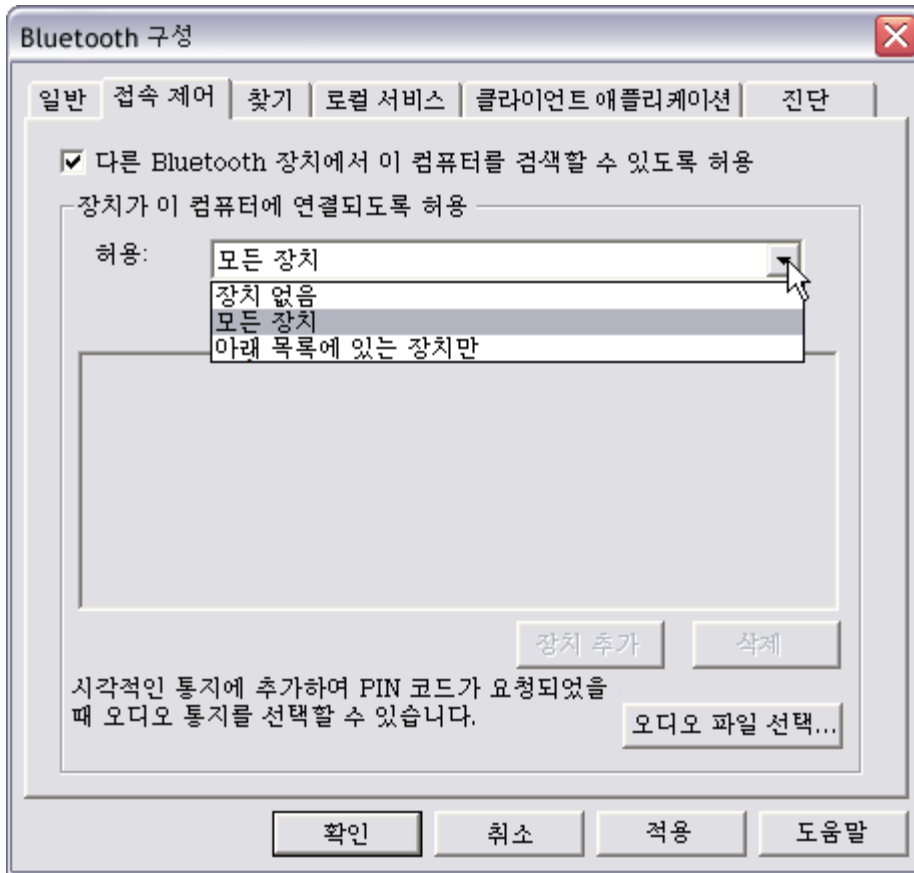 Bluetooth 구성
일반 접속 제어 찾기 로컬 서비스 클라이언트 애플리케이션 진단
다른 Bluetooth 장치에서 이 컴퓨터를 검색할 수 있도록 허용
장치가 이 컴퓨터에 연결되도록 허용
허용: 모든 장치
장치 없음
모든 장치
아래 목록에 있는 장치만
장치 추가 삭제
시각적인 통지에 추가하여 PIN 코드가 요청되었을
때 오디오 통지를 선택할 수 있습니다.
오디오 파일 선택...
확인 취소 적용 도움말